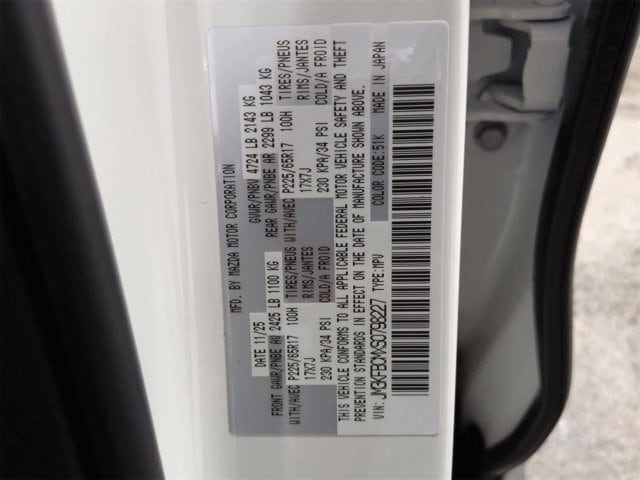 MFD. BY MAZDA MOTOR CORPORATION
DATE 11/25 GVWR/PNBV 4724 LB 2143 KG
FRONT GAWR/PNBE AV 2425 LB 1100 KG REAR GAWR/PNBE AR 2299 LB 1043 KG
WITH/AVEC P225/65R17 100H TIRES/PNEUS WITH/AVEC P225/65R17 100H TIRES/PNEUS
17X7J RIMS/JANTES 17X7J RIMS/JANTES
230 KPA/34 PSI COLD/A FROID 230 KPA/34 PSI COLD/A FROID
THIS VEHICLE CONFORMS TO ALL APPLICABLE FEDERAL MOTOR VEHICLE SAFETY AND THEFT
PREVENTION STANDARDS IN EFFECT ON THE DATE OF MANUFACTURE SHOWN ABOVE.
VIN: TYPE:MPV COLOR CODE:51K MADE IN JAPAN